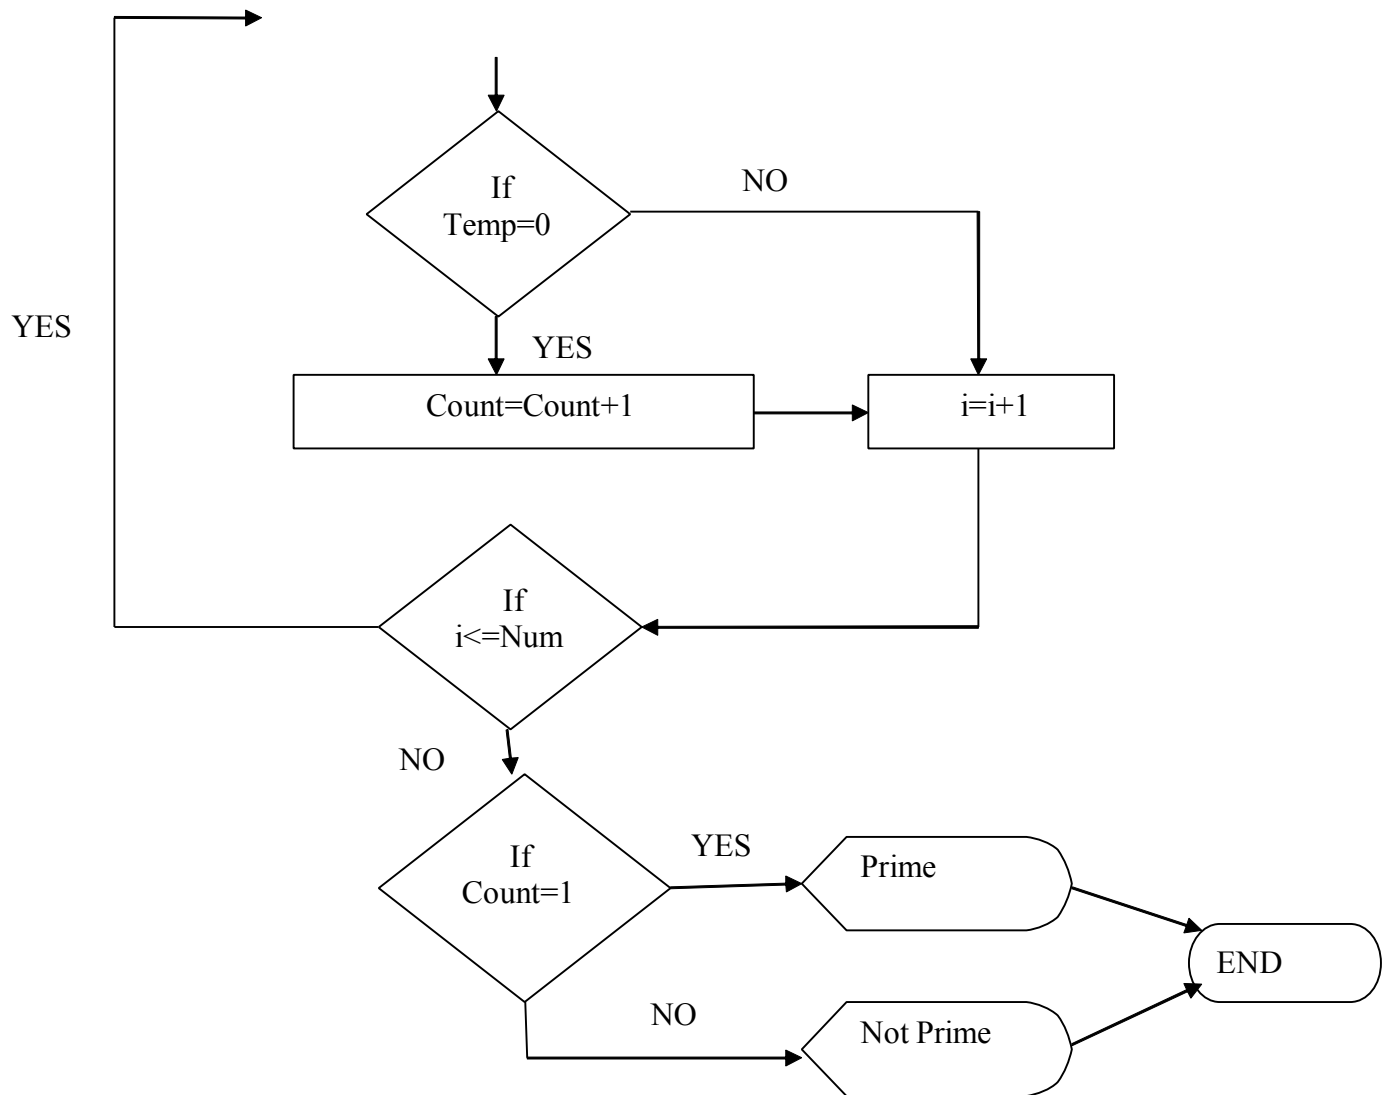 NO
If
Temp=0
YES
YES
Count=Count+1
i=i+1
If
i<=Num
NO
If
Count=1
YES
Prime
END
NO
Not Prime